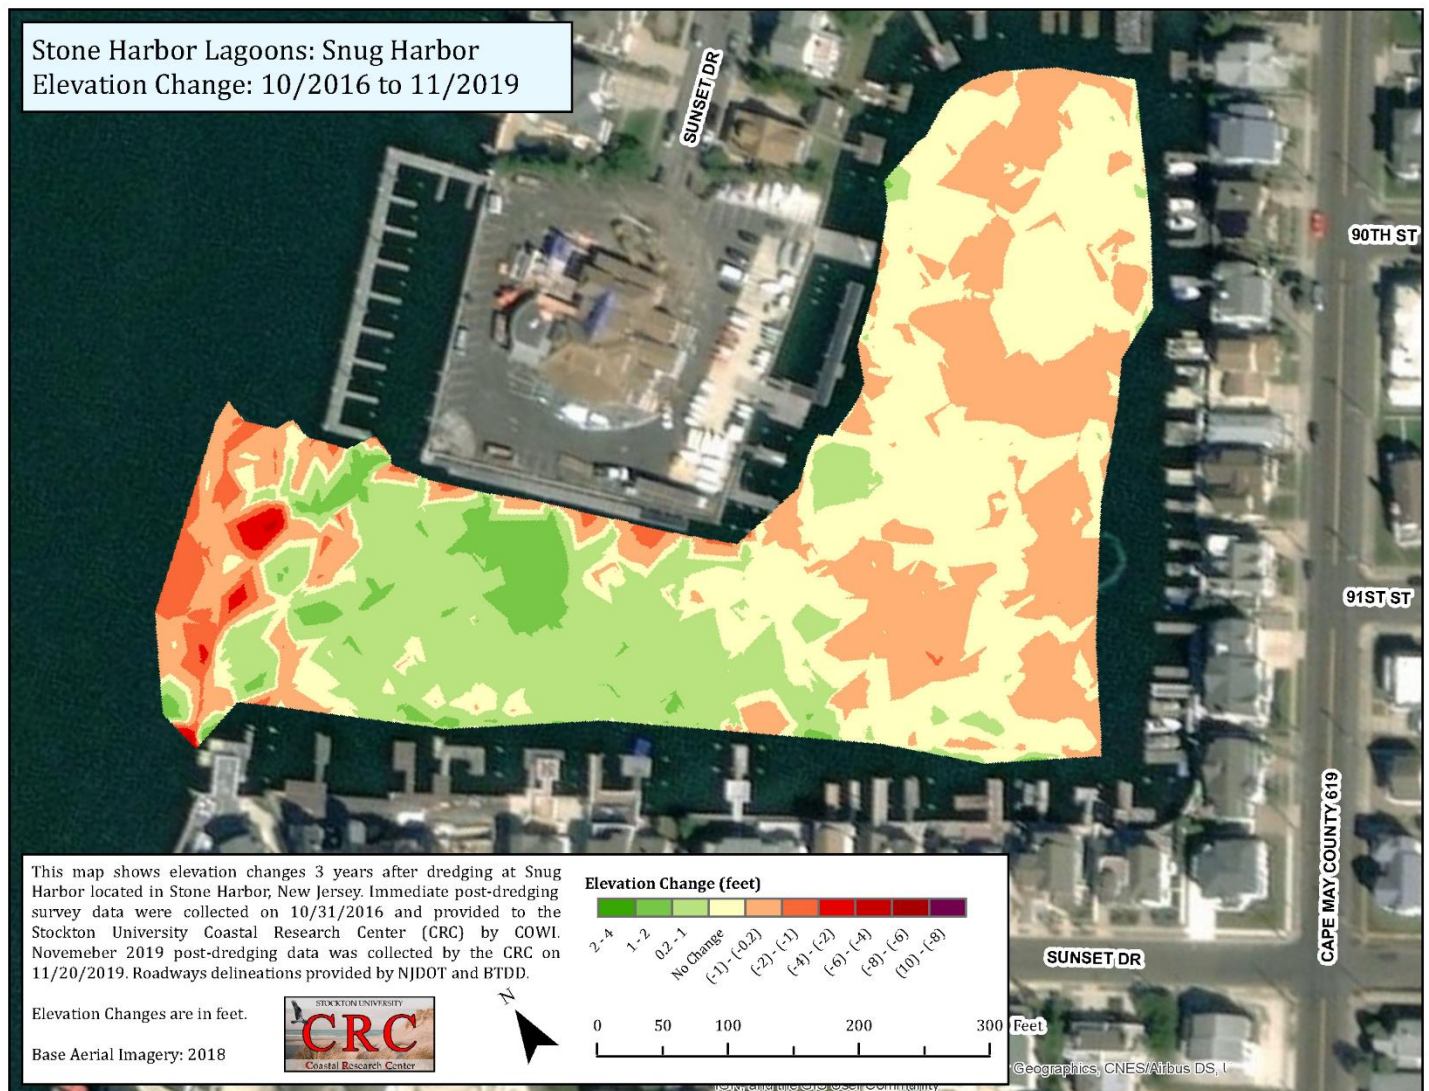 Stone Harbor Lagoons: Snug Harbor
Elevation Change: 10/2016 to 11/2019
SUNSET DR
90TH ST
91ST ST
CAPE MAY COUNTY 619
SUNSET DR
This map shows elevation changes 3 years after dredging at Snug
Harbor located in Stone Harbor, New Jersey. Immediate post-dredging
survey data were collected on 10/31/2016 and provided to the
Stockton University Coastal Research Center (CRC) by COWI.
Novemeber 2019 post-dredging data was collected by the CRC on
11/20/2019. Roadways delineations provided by NJDOT and BTDD.
Elevation Changes are in feet.
Base Aerial Imagery: 2018
STOCKTON UNIVERSITY
CRC
Coastal Research Center
N
Elevation Change (feet)
2 - 4
1 - 2
0.2 - 1
No Change
(-1) - (-0.2)
(-2) - (-1)
(-4) - (-2)
(-6) - (-4)
(-8) - (-6)
(10) - (-8)
0 50 100 200 300 Feet
Geographics, CNES/Airbus DS, U